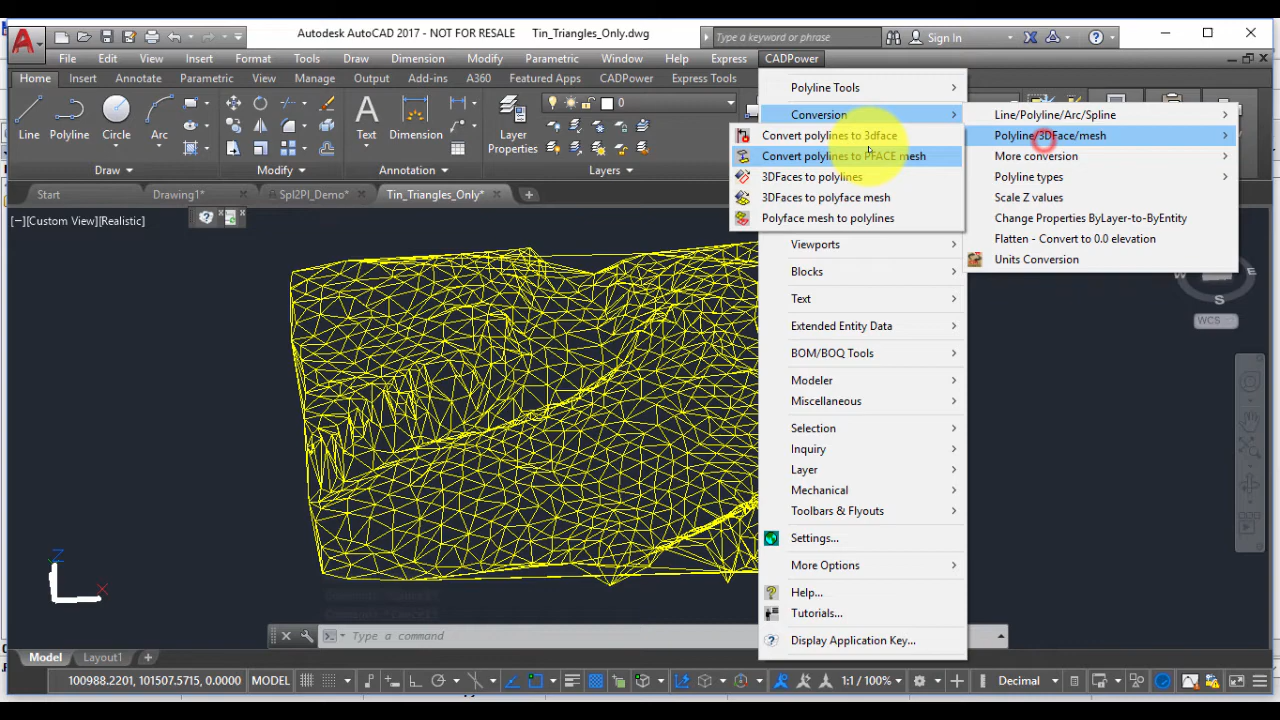 Autodesk AutoCAD 2017 - NOT FOR RESALE Tin_Triangles_Only.dwg
Type a keyword or phrase
Sign In
File Edit View Insert Format Tools Draw Dimension Modify Parametric Window Help Express CADPower
Home Insert Annotate Parametric View Manage Output Add-ins A360 Featured Apps CADPower Express Tools
Line Polyline Circle Arc
Draw
Modify
Text Dimension
Annotation
Layer Properties
0
Layers
Start Drawing1* Spl2PI_Demo* Tin_Triangles_Only*
[−][Custom View][Realistic]
Polyline Tools
Conversion
Viewports
Blocks
Text
Extended Entity Data
BOM/BOQ Tools
Modeler
Miscellaneous
Selection
Inquiry
Layer
Mechanical
Toolbars & Flyouts
Settings...
More Options
Help...
Tutorials...
Display Application Key...
Line/Polyline/Arc/Spline
Polyline/3DFace/mesh
More conversion
Polyline types
Scale Z values
Change Properties ByLayer-to-ByEntity
Flatten - Convert to 0.0 elevation
Units Conversion
Convert polylines to 3dface
Convert polylines to PFACE mesh
3DFaces to polylines
3DFaces to polyface mesh
Polyface mesh to polylines
E
S
WCS
Z
X
Type a command
Model Layout1
100988.2201, 101507.5715, 0.0000 MODEL 1:1 / 100% Decimal